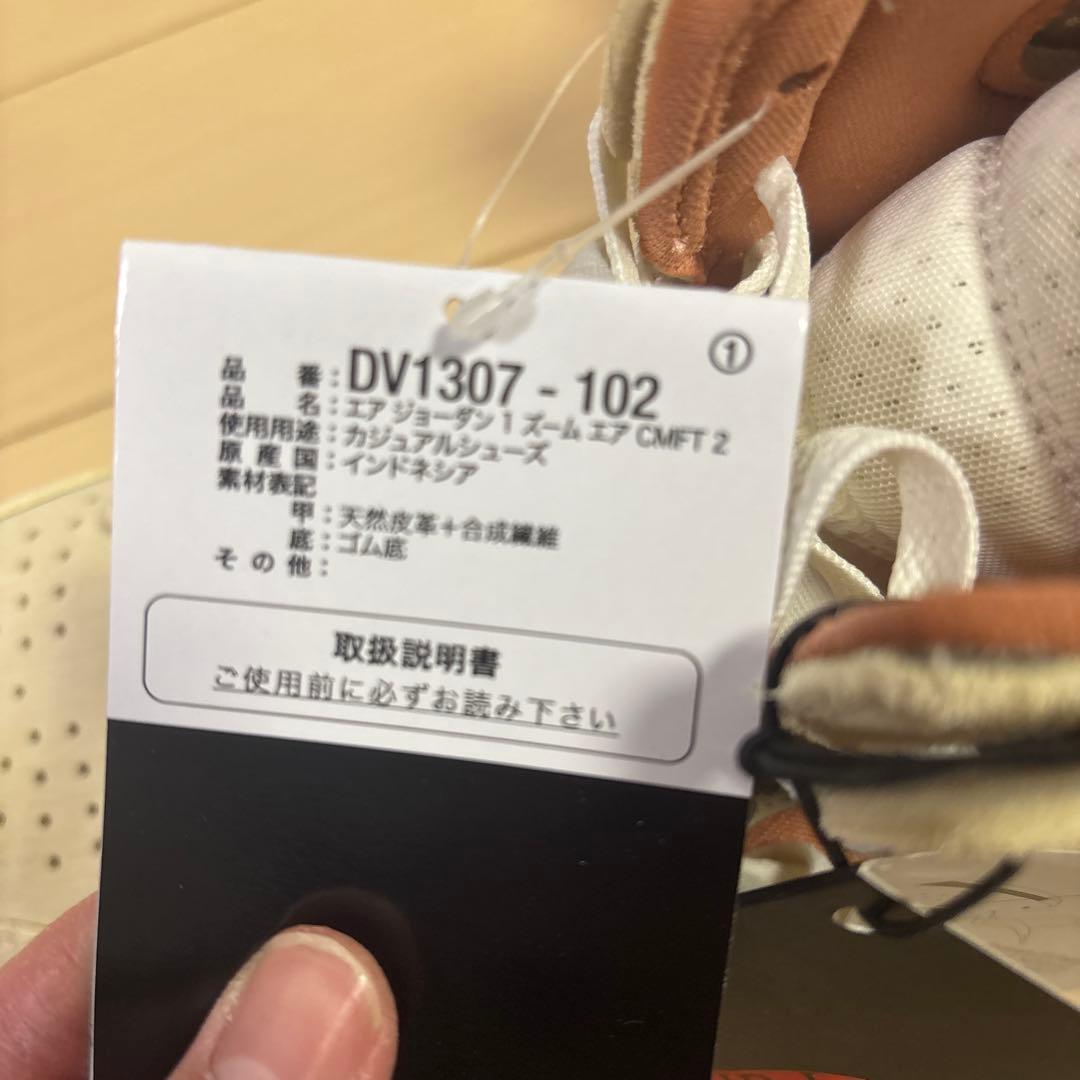 ①
品番：DV1307 - 102
品名：エア ジョーダン 1 ズーム エア CMFT 2
使用用途：カジュアルシューズ
原産国：インドネシア
素材表記
甲：天然皮革＋合成繊維
底：ゴム底
その他：
取扱説明書
ご使用前に必ずお読み下さい